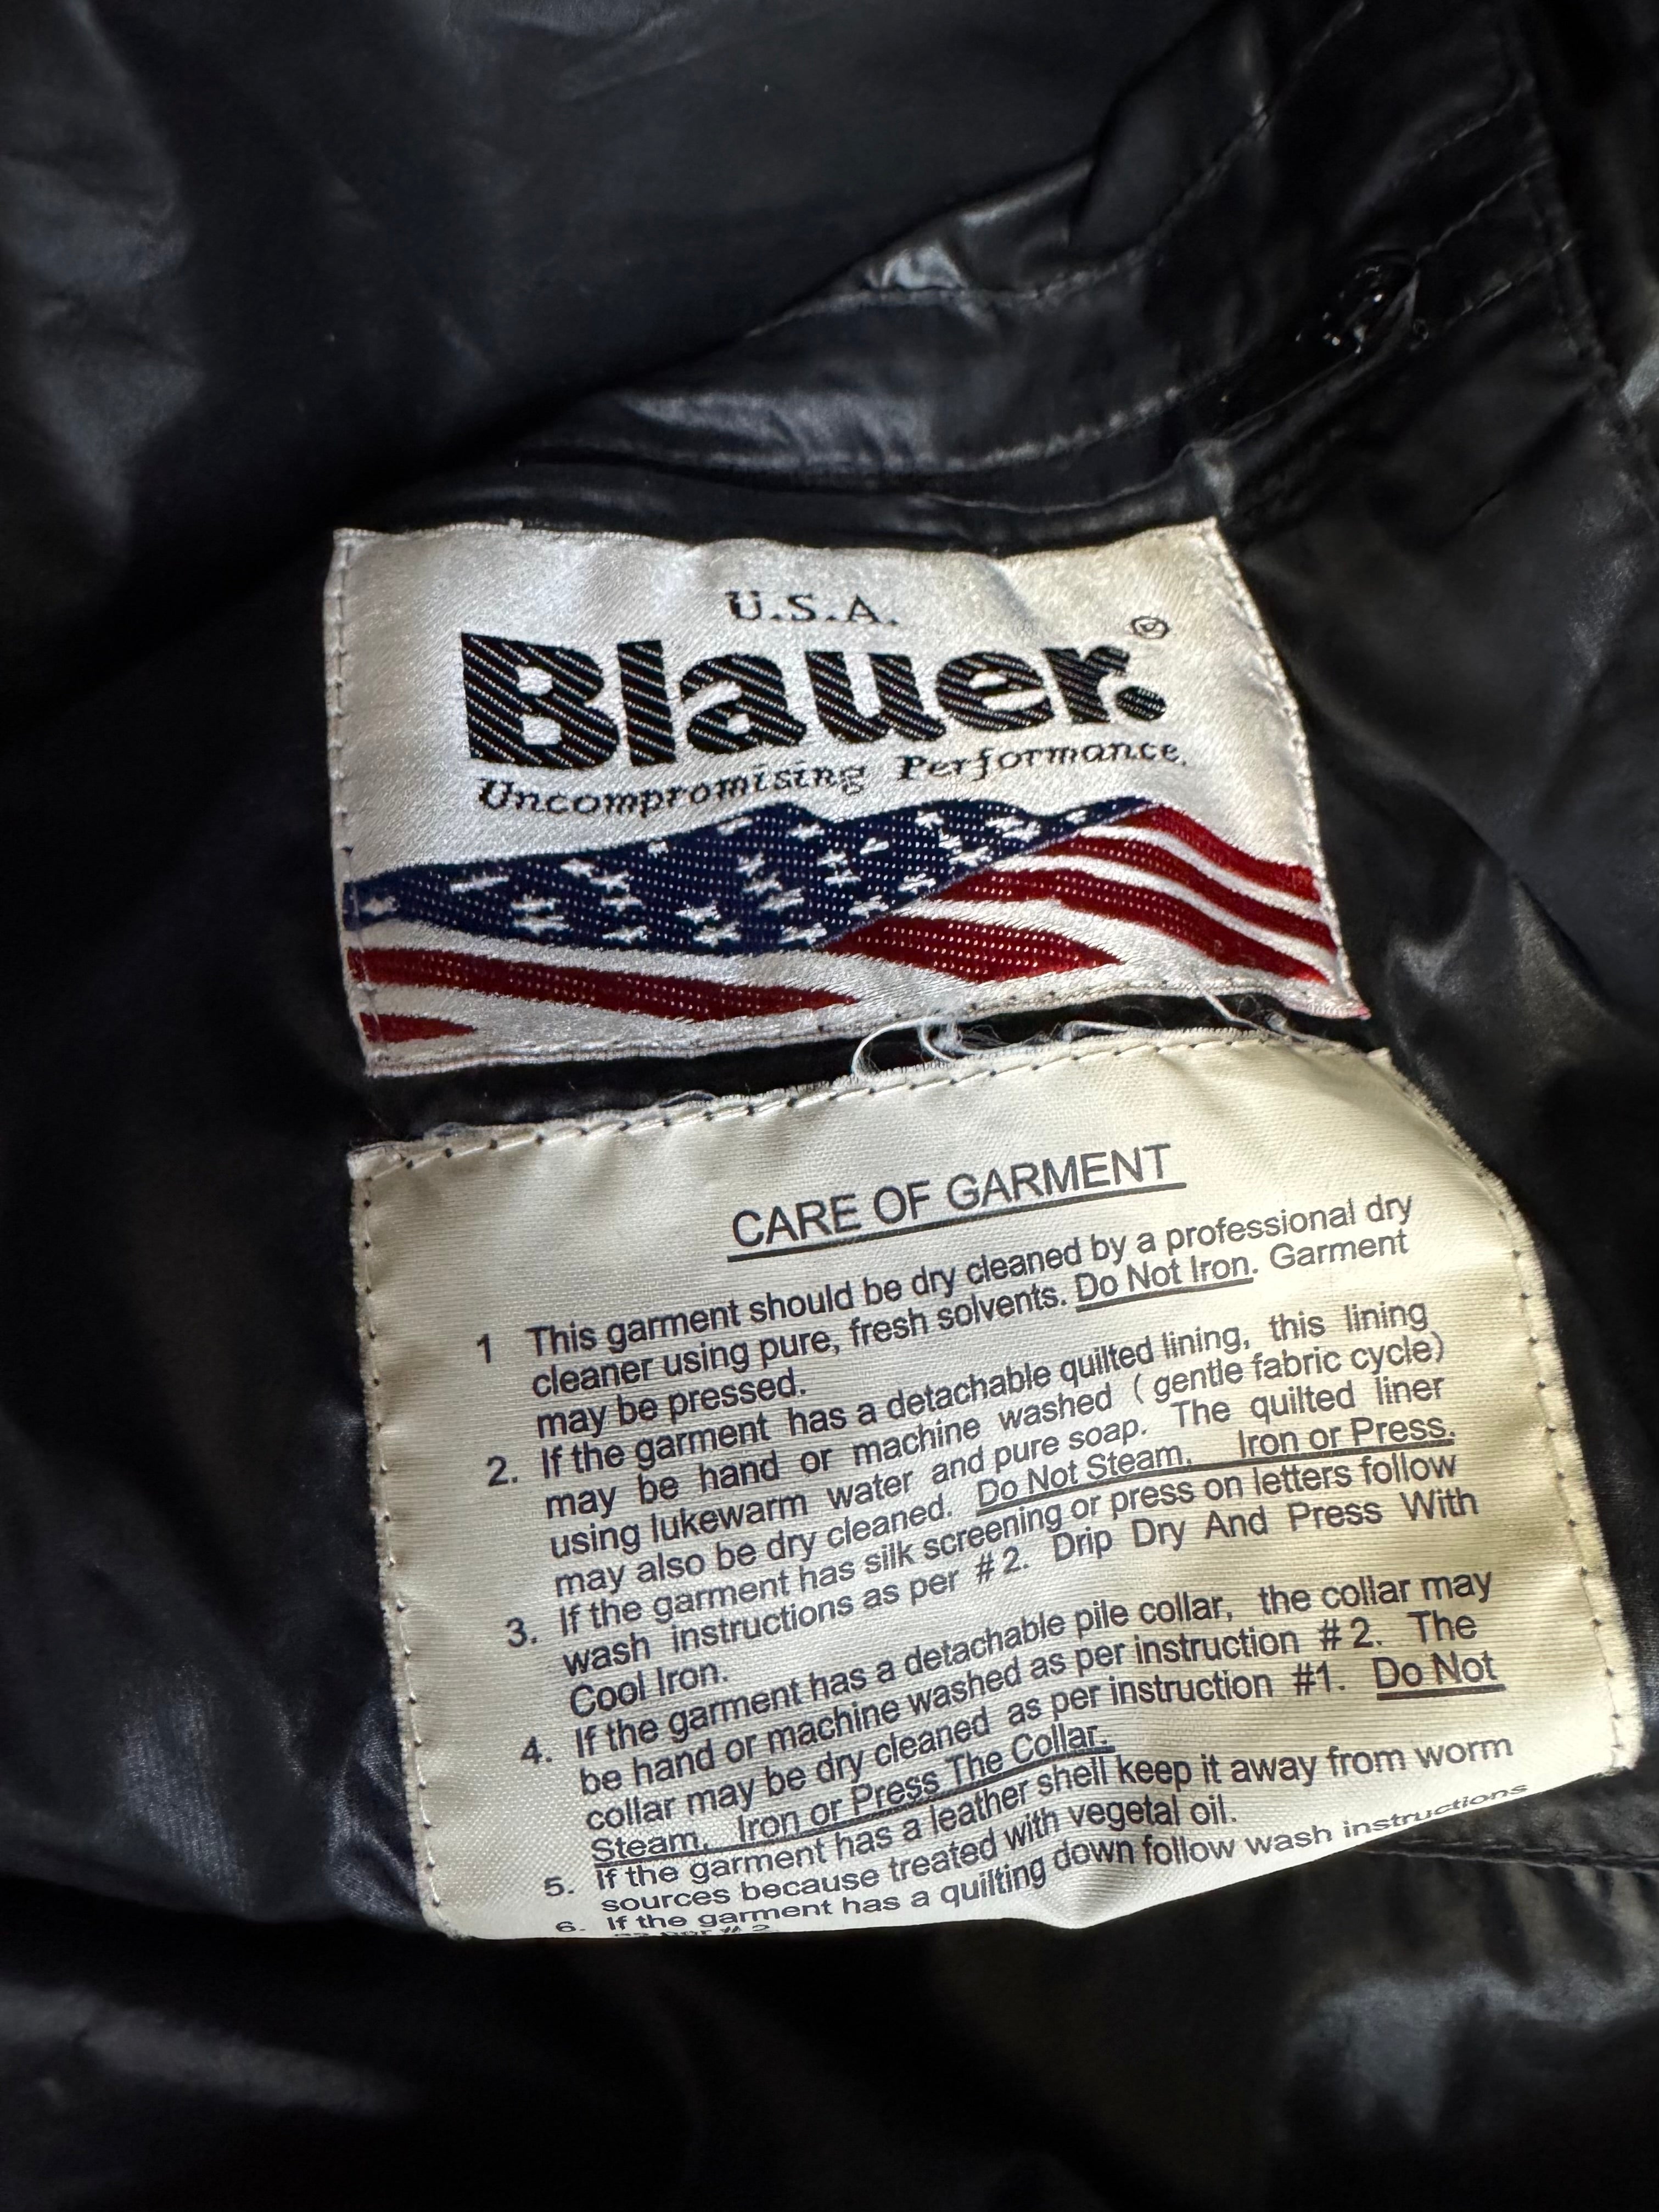 U.S.A.
Blauer.®
Uncompromising Performance.
CARE OF GARMENT
1 This garment should be dry cleaned by a professional dry
cleaner using pure, fresh solvents. Do Not Iron. Garment
may be pressed.
2. If the garment has a detachable quilted lining, this lining
may be hand or machine washed ( gentle fabric cycle)
using lukewarm water and pure soap. The quilted liner
may also be dry cleaned. Do Not Steam, Iron or Press.
3. If the garment has silk screening or press on letters follow
wash instructions as per # 2. Drip Dry And Press With
Cool Iron.
4. If the garment has a detachable pile collar, the collar may
be hand or machine washed as per instruction # 2. The
collar may be dry cleaned as per instruction #1. Do Not
Steam, Iron or Press The Collar.
5. If the garment has a leather shell keep it away from worm
sources because treated with vegetal oil.
6. If the garment has a quilting down follow wash instructions
as per # 2